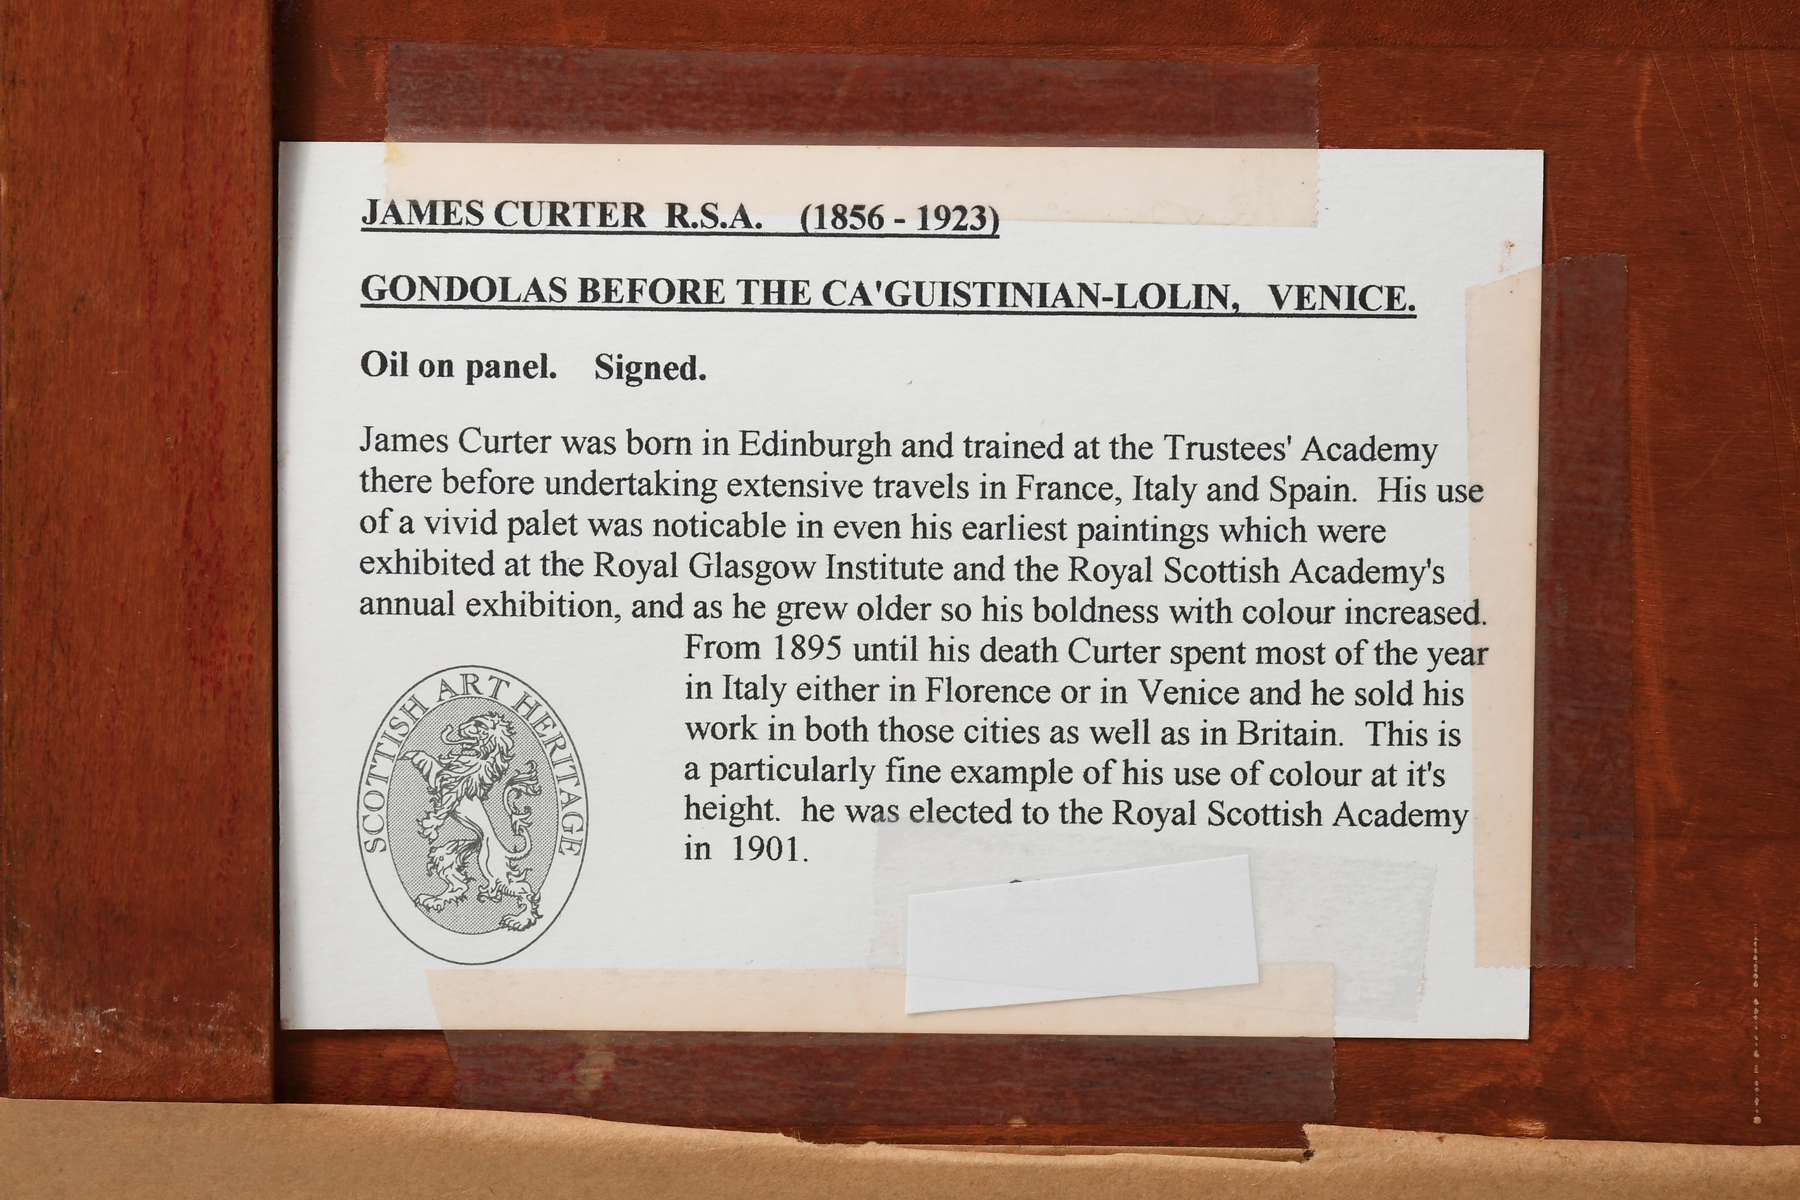 JAMES CURTER R.S.A. (1856 - 1923)
GONDOLAS BEFORE THE CA'GUISTINIAN-LOLIN, VENICE.
Oil on panel. Signed.
James Curter was born in Edinburgh and trained at the Trustees' Academy
there before undertaking extensive travels in France, Italy and Spain. His use
of a vivid palet was noticable in even his earliest paintings which were
exhibited at the Royal Glasgow Institute and the Royal Scottish Academy's
annual exhibition, and as he grew older so his boldness with colour increased.
From 1895 until his death Curter spent most of the year
in Italy either in Florence or in Venice and he sold his
work in both those cities as well as in Britain. This is
a particularly fine example of his use of colour at it's
height. he was elected to the Royal Scottish Academy
in 1901.
SCOTTISH ART HERITAGE